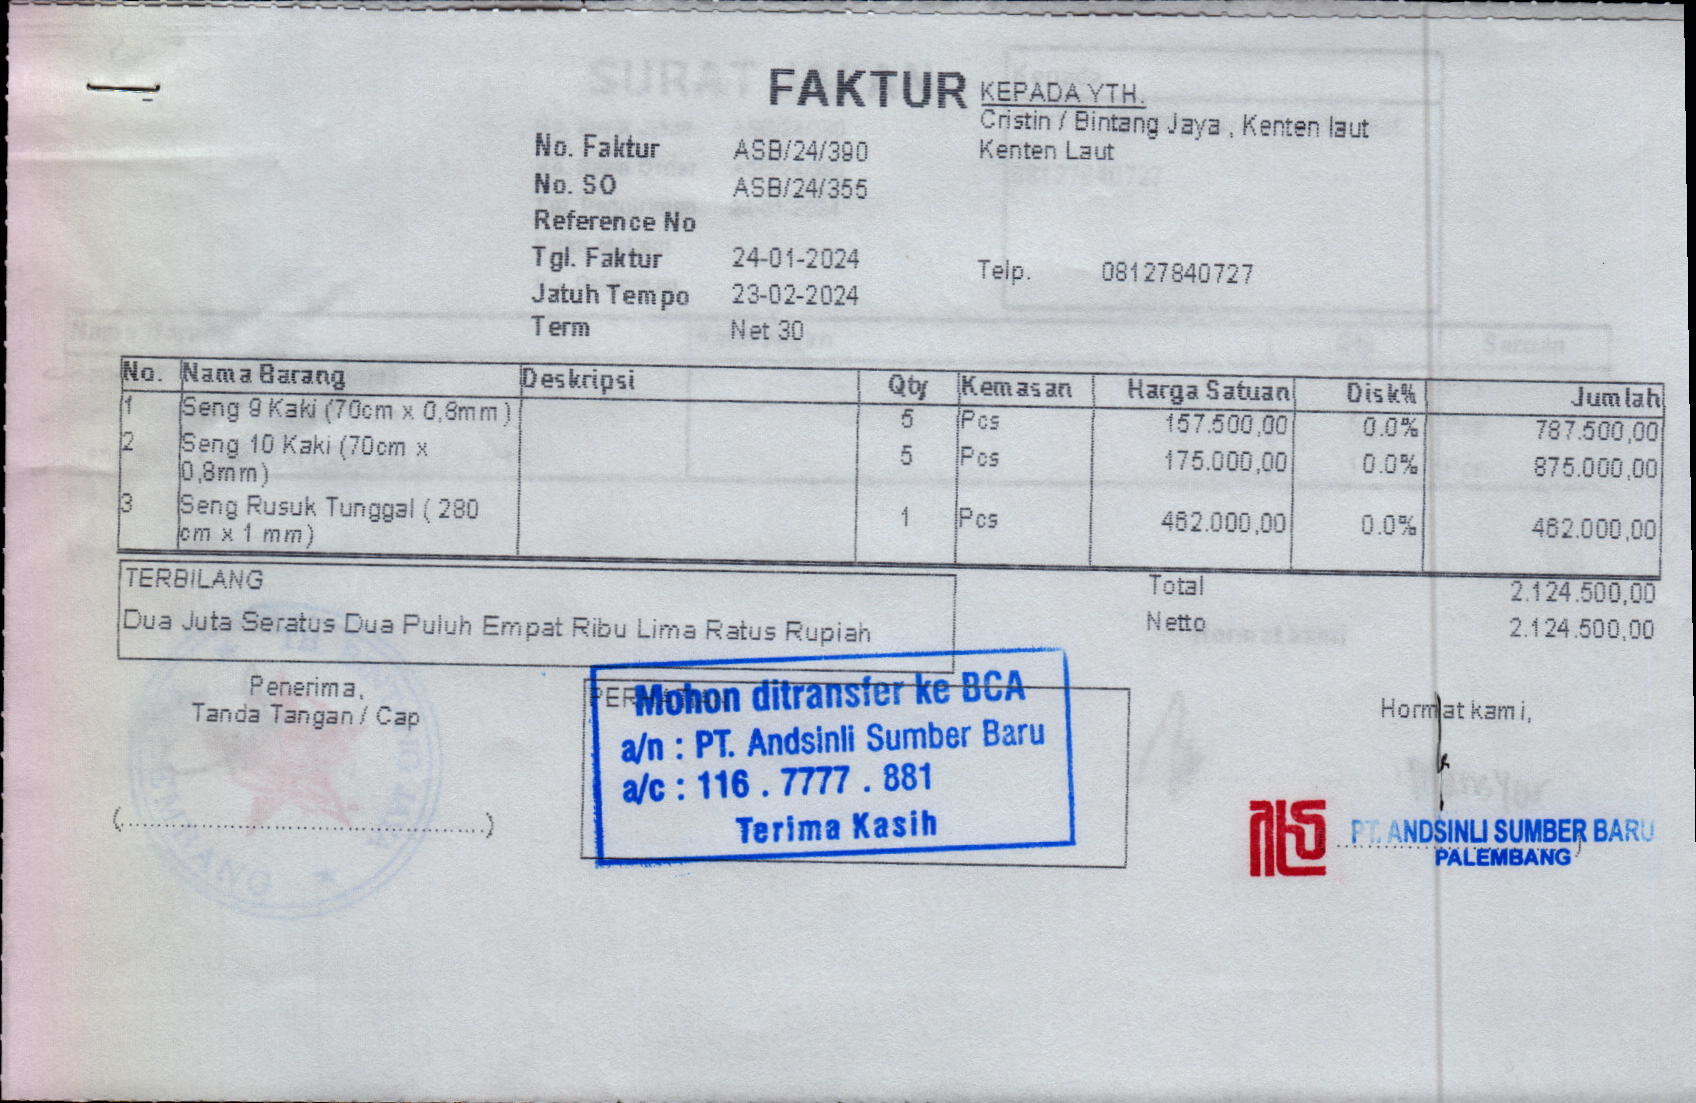 FAKTUR
KEPADA YTH.
Cristin / Bintang Jaya , Kenten laut
Kenten Laut
No. Faktur ASB/24/390
No. SO ASB/24/355
Reference No
Tgl. Faktur 24-01-2024
Telp. 08127840727
Jatuh Tempo 23-02-2024
Term Net 30
No. Nama Barang Deskripsi Qty Kemasan Harga Satuan Disk% Jumlah
1 Seng 9 Kaki (70cm x 0,8mm ) 5 Pcs 157.500,00 0.0% 787.500,00
2 Seng 10 Kaki (70cm x 5 Pcs 175.000,00 0.0% 875.000,00
0,8mm)
3 Seng Rusuk Tunggal ( 280 1 Pcs 462.000,00 0.0% 462.000,00
cm x 1 mm)
TERBILANG
Dua Juta Seratus Dua Puluh Empat Ribu Lima Ratus Rupiah
Total 2.124.500,00
Netto 2.124.500,00
Penerima,
Tanda Tangan / Cap
(........................................................)
Mohon ditransfer ke BCA
a/n : PT. Andsinli Sumber Baru
a/c : 116 . 7777 . 881
Terima Kasih
Hormat kami,
PT. ANDSINLI SUMBER BARU
PALEMBANG